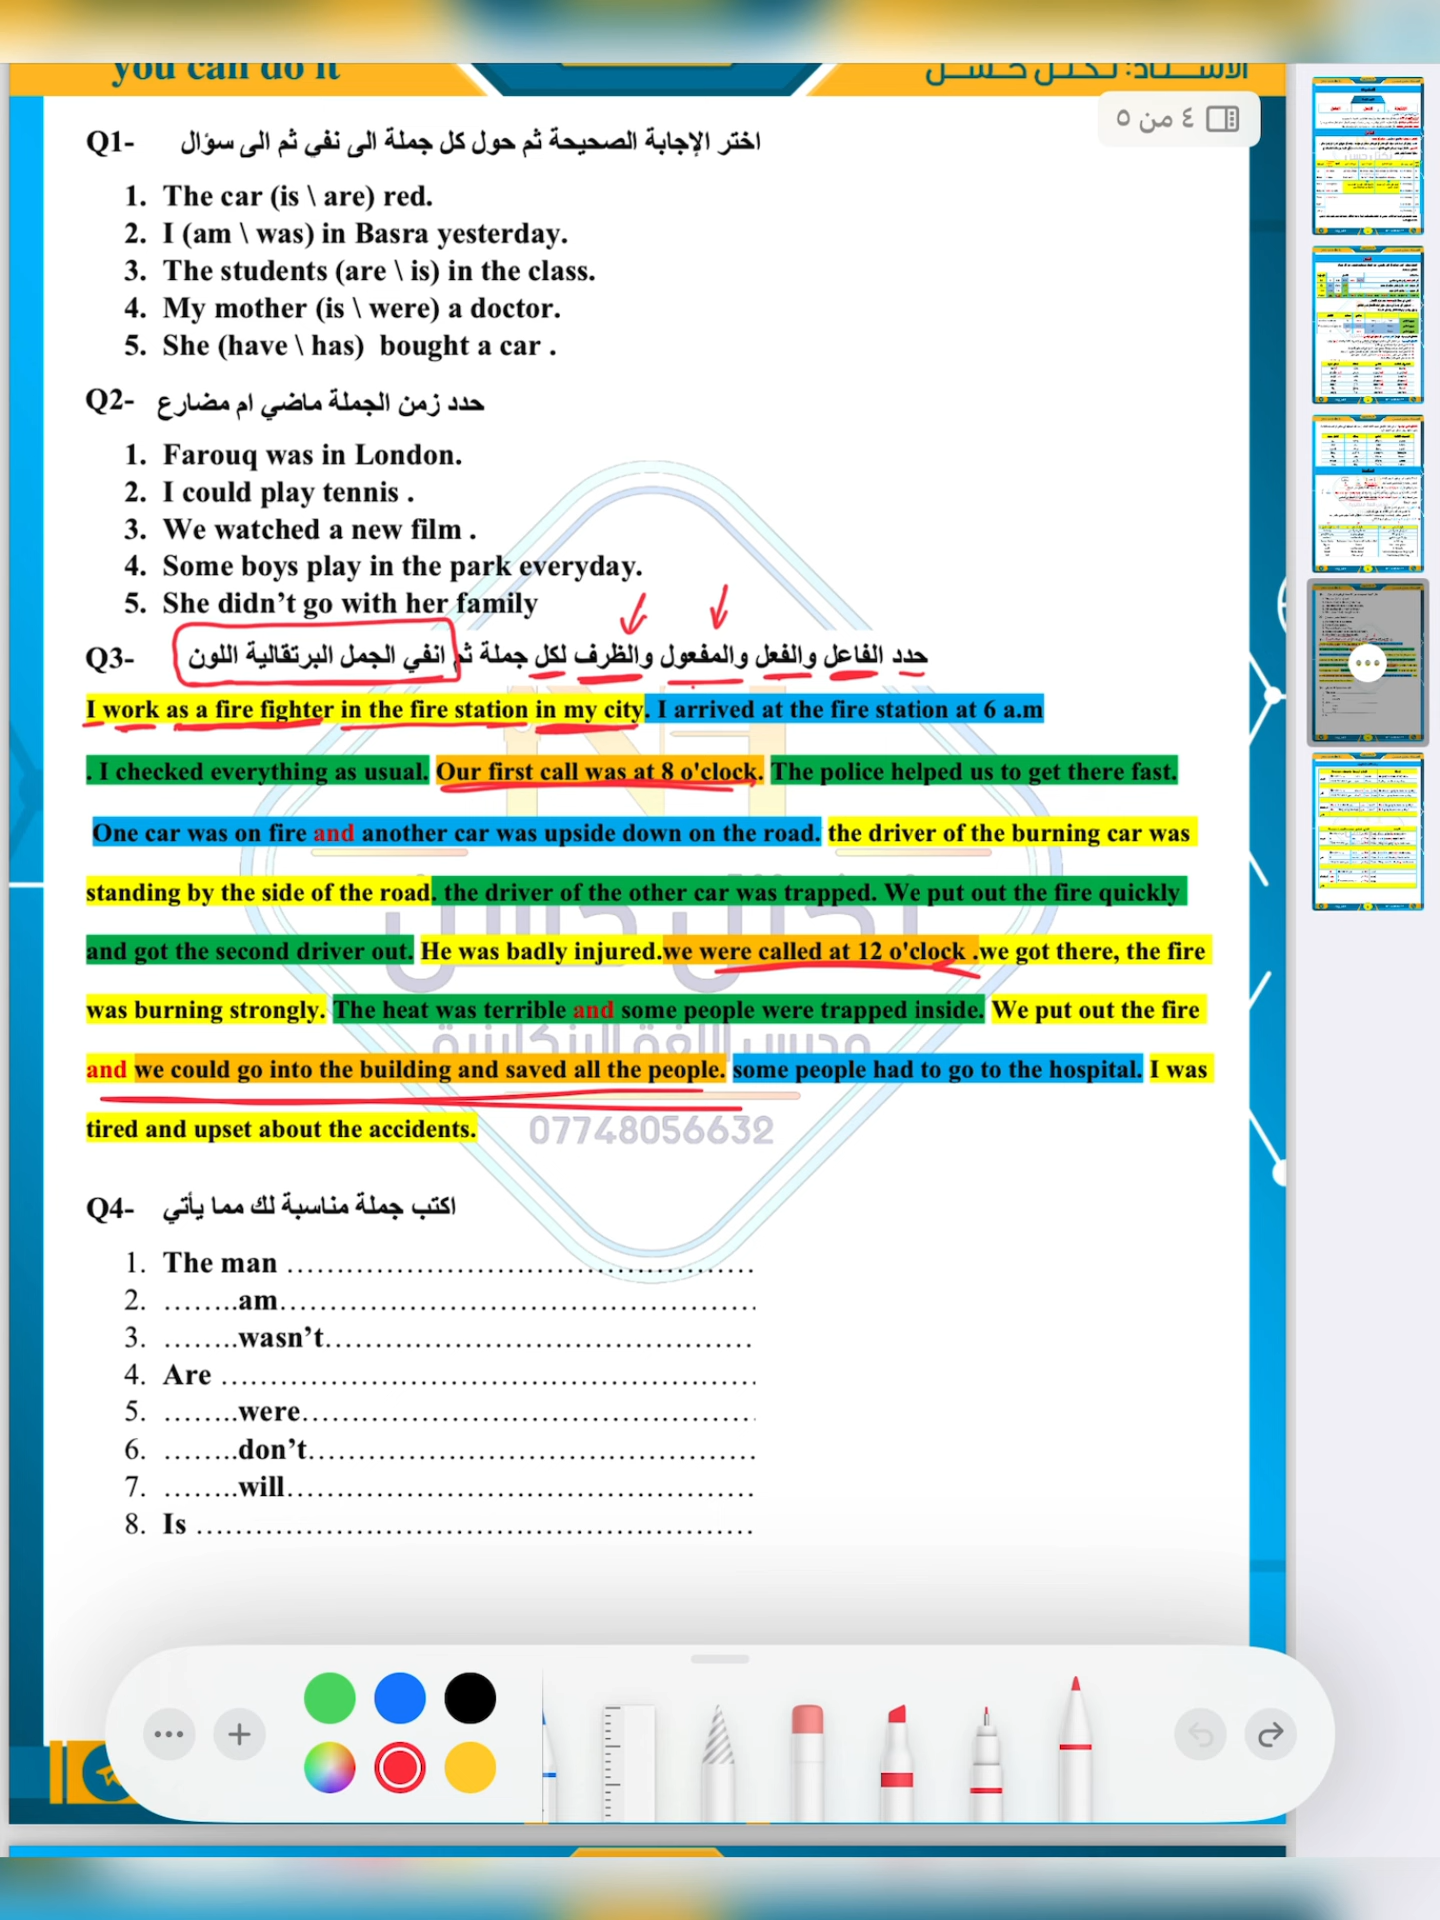 you can do it
٤ من ٥
Q1- اختر الإجابة الصحيحة ثم حول كل جملة الى نفي ثم الى سؤال
1. The car (is \ are) red.
2. I (am \ was) in Basra yesterday.
3. The students (are \ is) in the class.
4. My mother (is \ were) a doctor.
5. She (have \ has) bought a car .
Q2- حدد زمن الجملة ماضي ام مضارع
1. Farouq was in London.
2. I could play tennis .
3. We watched a new film .
4. Some boys play in the park everyday.
5. She didn’t go with her family
Q3- حدد الفاعل والفعل والمفعول والظرف لكل جملة ثم انفي الجمل البرتقالية اللون
I work as a fire fighter in the fire station in my city. I arrived at the fire station at 6 a.m
. I checked everything as usual. Our first call was at 8 o'clock. The police helped us to get there fast.
One car was on fire and another car was upside down on the road. the driver of the burning car was
standing by the side of the road. the driver of the other car was trapped. We put out the fire quickly
and got the second driver out. He was badly injured.we were called at 12 o'clock .we got there, the fire
was burning strongly. The heat was terrible and some people were trapped inside. We put out the fire
and we could go into the building and saved all the people. some people had to go to the hospital. I was
tired and upset about the accidents.
07748056632
Q4- اكتب جملة مناسبة لك مما يأتي
1. The man ....................................................
2. ........am....................................................
3. ........wasn’t...............................................
4. Are ...........................................................
5. ........were.................................................
6. ........don’t.................................................
7. ........will....................................................
8. Is ..............................................................